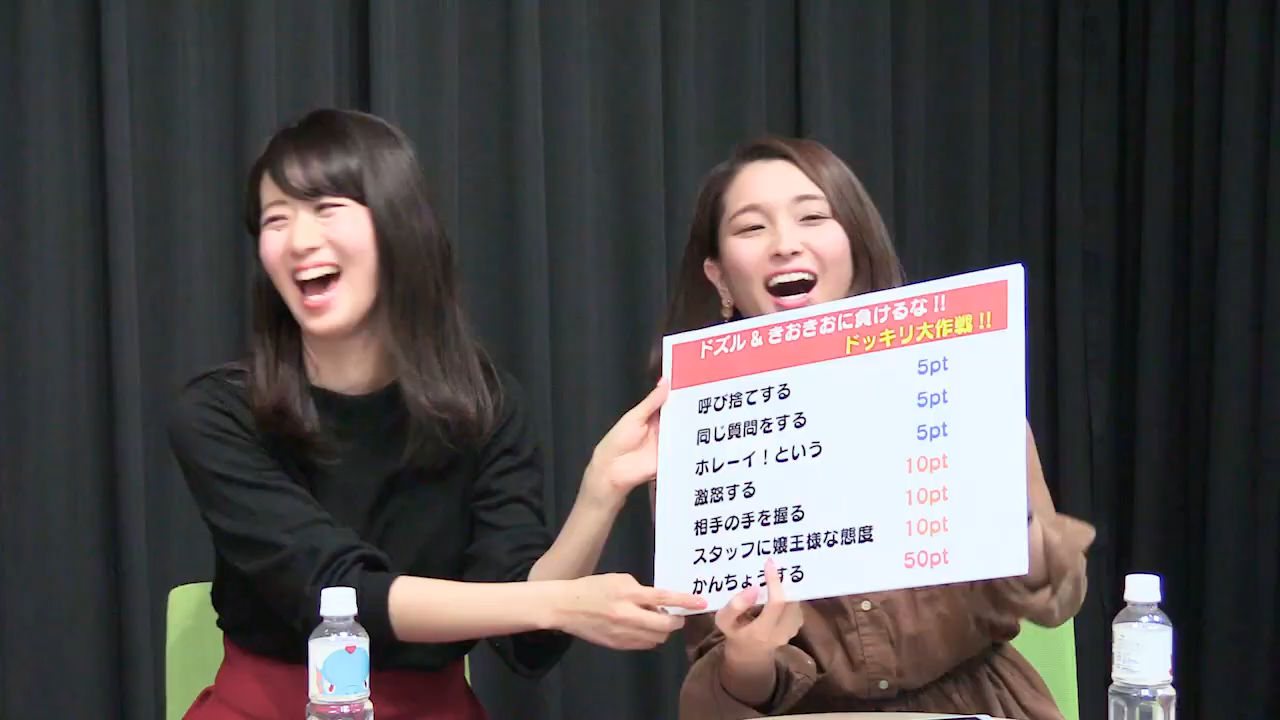 ドズル&きおきおに負けるな!!
ドッキリ大作戦!!
呼び捨てする 5pt
同じ質問をする 5pt
ホレーイ!という 5pt
激怒する 10pt
相手の手を握る 10pt
スタッフに嬢王様な態度 10pt
かんちょうする 50pt